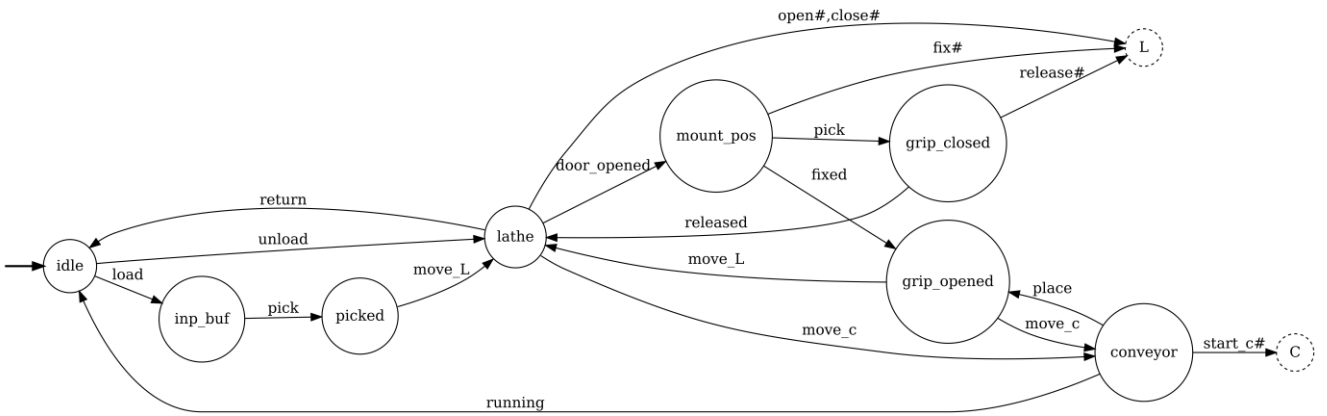 open#,close#
L
fix#
release#
mount_pos
pick
grip_closed
door_opened
fixed
return
released
unload
lathe
move_L
idle
load
move_L
grip_opened
place
pick
inp_buf
picked
move_c
move_c
conveyor
start_c#
C
running